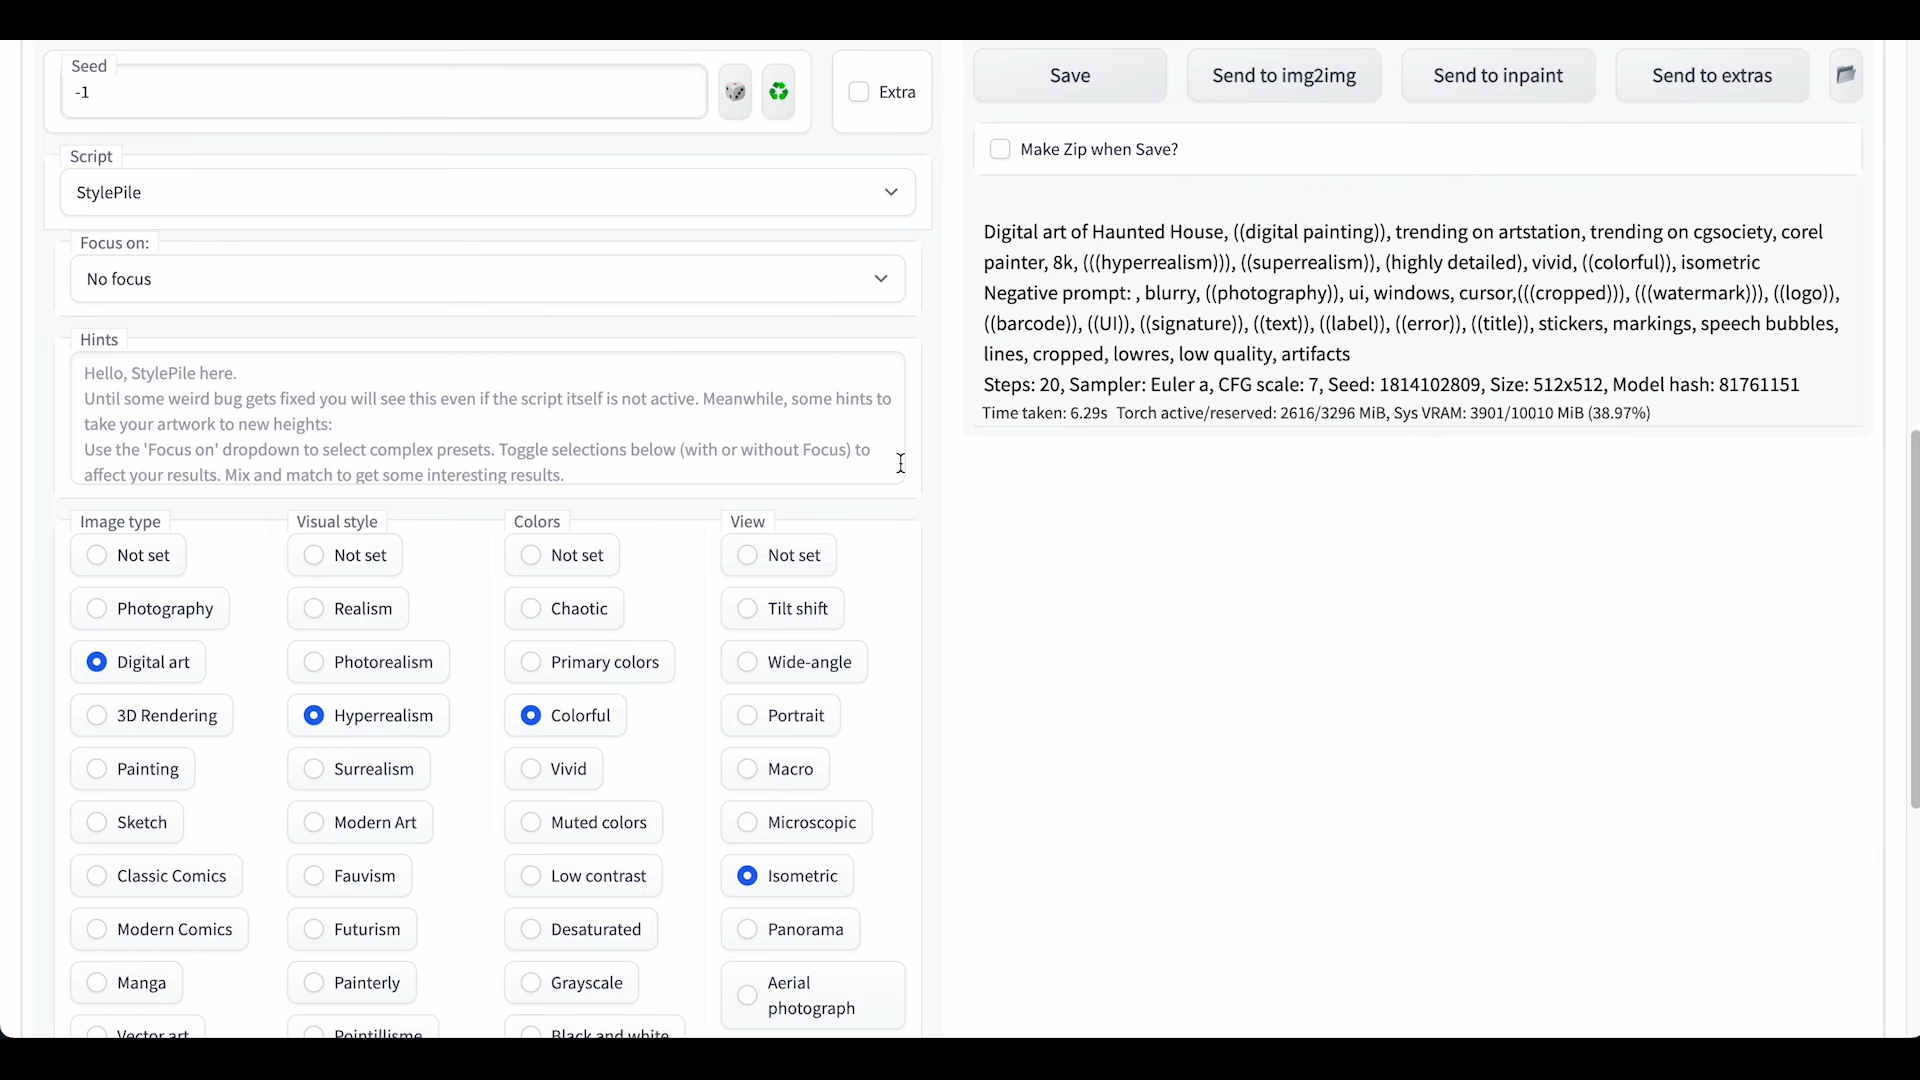 Seed
-1
Extra
Script
StylePile
Focus on:
No focus
Hints
Hello, StylePile here.
Until some weird bug gets fixed you will see this even if the script itself is not active. Meanwhile, some hints to
take your artwork to new heights:
Use the 'Focus on' dropdown to select complex presets. Toggle selections below (with or without Focus) to
affect your results. Mix and match to get some interesting results.
Image type
Not set
Photography
Digital art
3D Rendering
Painting
Sketch
Classic Comics
Modern Comics
Manga
Vector art
Visual style
Not set
Realism
Photorealism
Hyperrealism
Surrealism
Modern Art
Fauvism
Futurism
Painterly
Pointillisme
Colors
Not set
Chaotic
Primary colors
Colorful
Vivid
Muted colors
Low contrast
Desaturated
Grayscale
Black and white
View
Not set
Tilt shift
Wide-angle
Portrait
Macro
Microscopic
Isometric
Panorama
Aerial
photograph
Save
Send to img2img
Send to inpaint
Send to extras
Make Zip when Save?
Digital art of Haunted House, ((digital painting)), trending on artstation, trending on cgsociety, corel
painter, 8k, (((hyperrealism))), ((superrealism)), (highly detailed), vivid, ((colorful)), isometric
Negative prompt: , blurry, ((photography)), ui, windows, cursor,(((cropped))), (((watermark))), ((logo)),
((barcode)), ((UI)), ((signature)), ((text)), ((label)), ((error)), ((title)), stickers, markings, speech bubbles,
lines, cropped, lowres, low quality, artifacts
Steps: 20, Sampler: Euler a, CFG scale: 7, Seed: 1814102809, Size: 512x512, Model hash: 81761151
Time taken: 6.29s Torch active/reserved: 2616/3296 MiB, Sys VRAM: 3901/10010 MiB (38.97%)